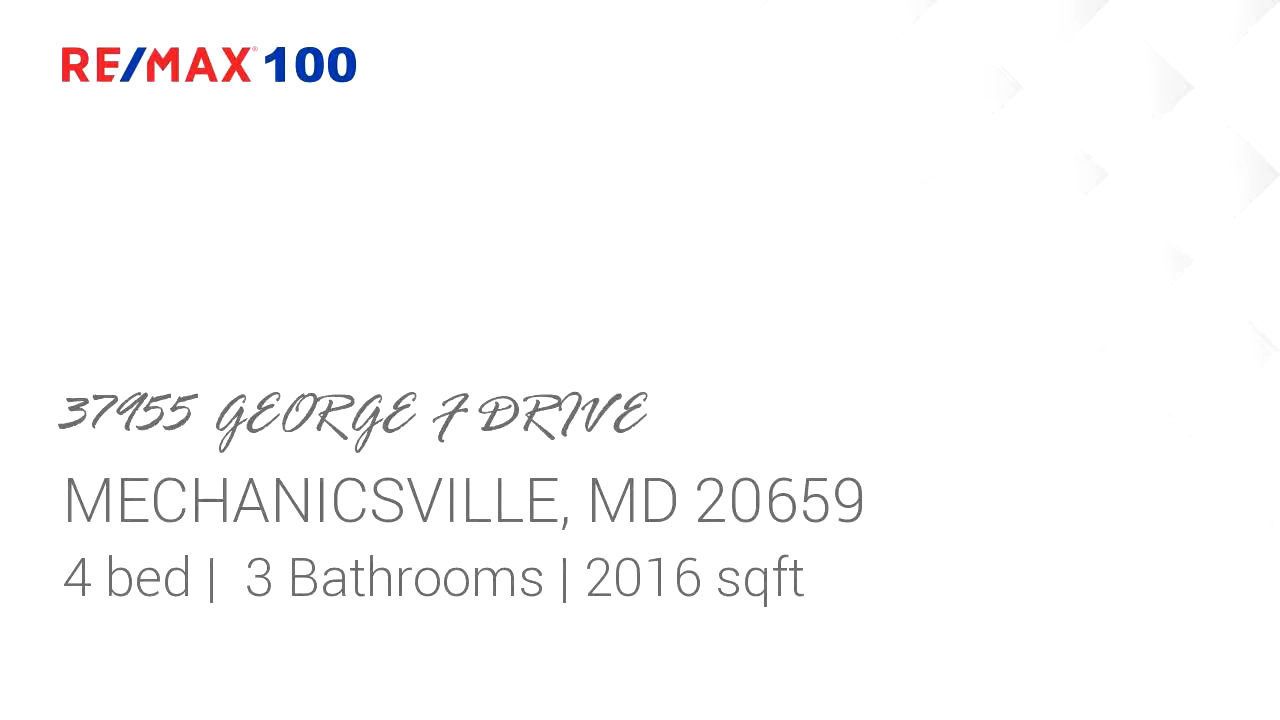 RE/MAX® 100
37955 GEORGE F DRIVE
MECHANICSVILLE, MD 20659
4 bed | 3 Bathrooms | 2016 sqft